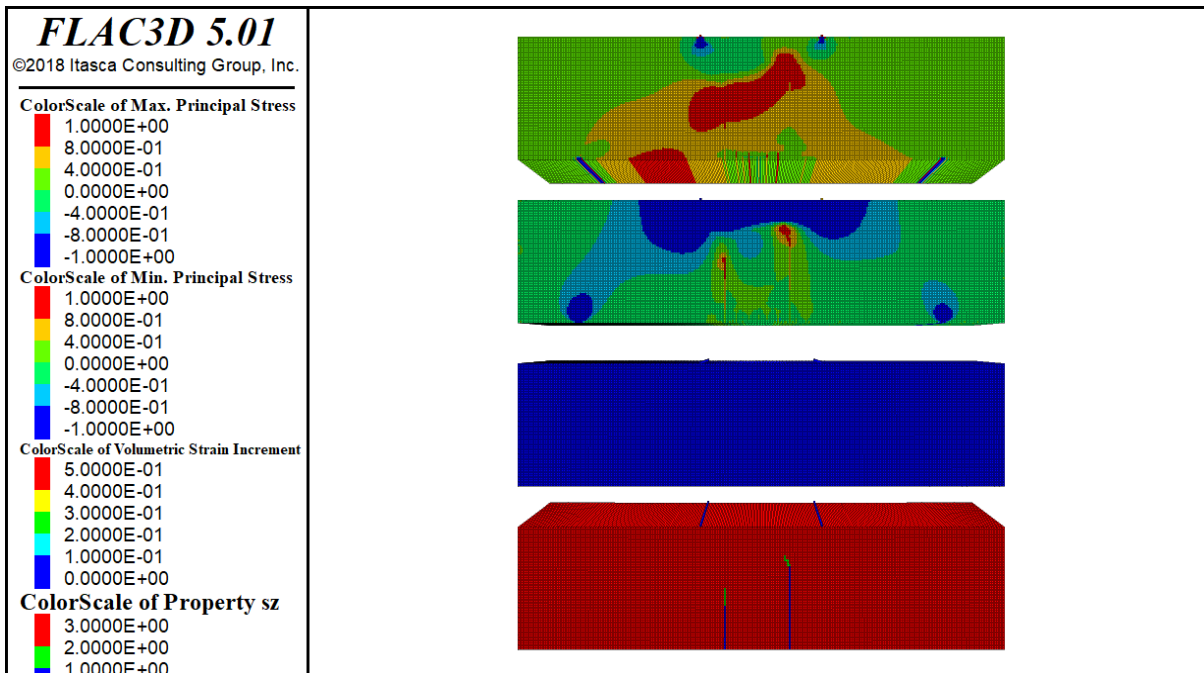 FLAC3D 5.01
©2018 Itasca Consulting Group, Inc.
ColorScale of Max. Principal Stress
1.0000E+00
8.0000E-01
4.0000E-01
0.0000E+00
-4.0000E-01
-8.0000E-01
-1.0000E+00
ColorScale of Min. Principal Stress
1.0000E+00
8.0000E-01
4.0000E-01
0.0000E+00
-4.0000E-01
-8.0000E-01
-1.0000E+00
ColorScale of Volumetric Strain Increment
5.0000E-01
4.0000E-01
3.0000E-01
2.0000E-01
1.0000E-01
0.0000E+00
ColorScale of Property sz
3.0000E+00
2.0000E+00
1.0000E+00